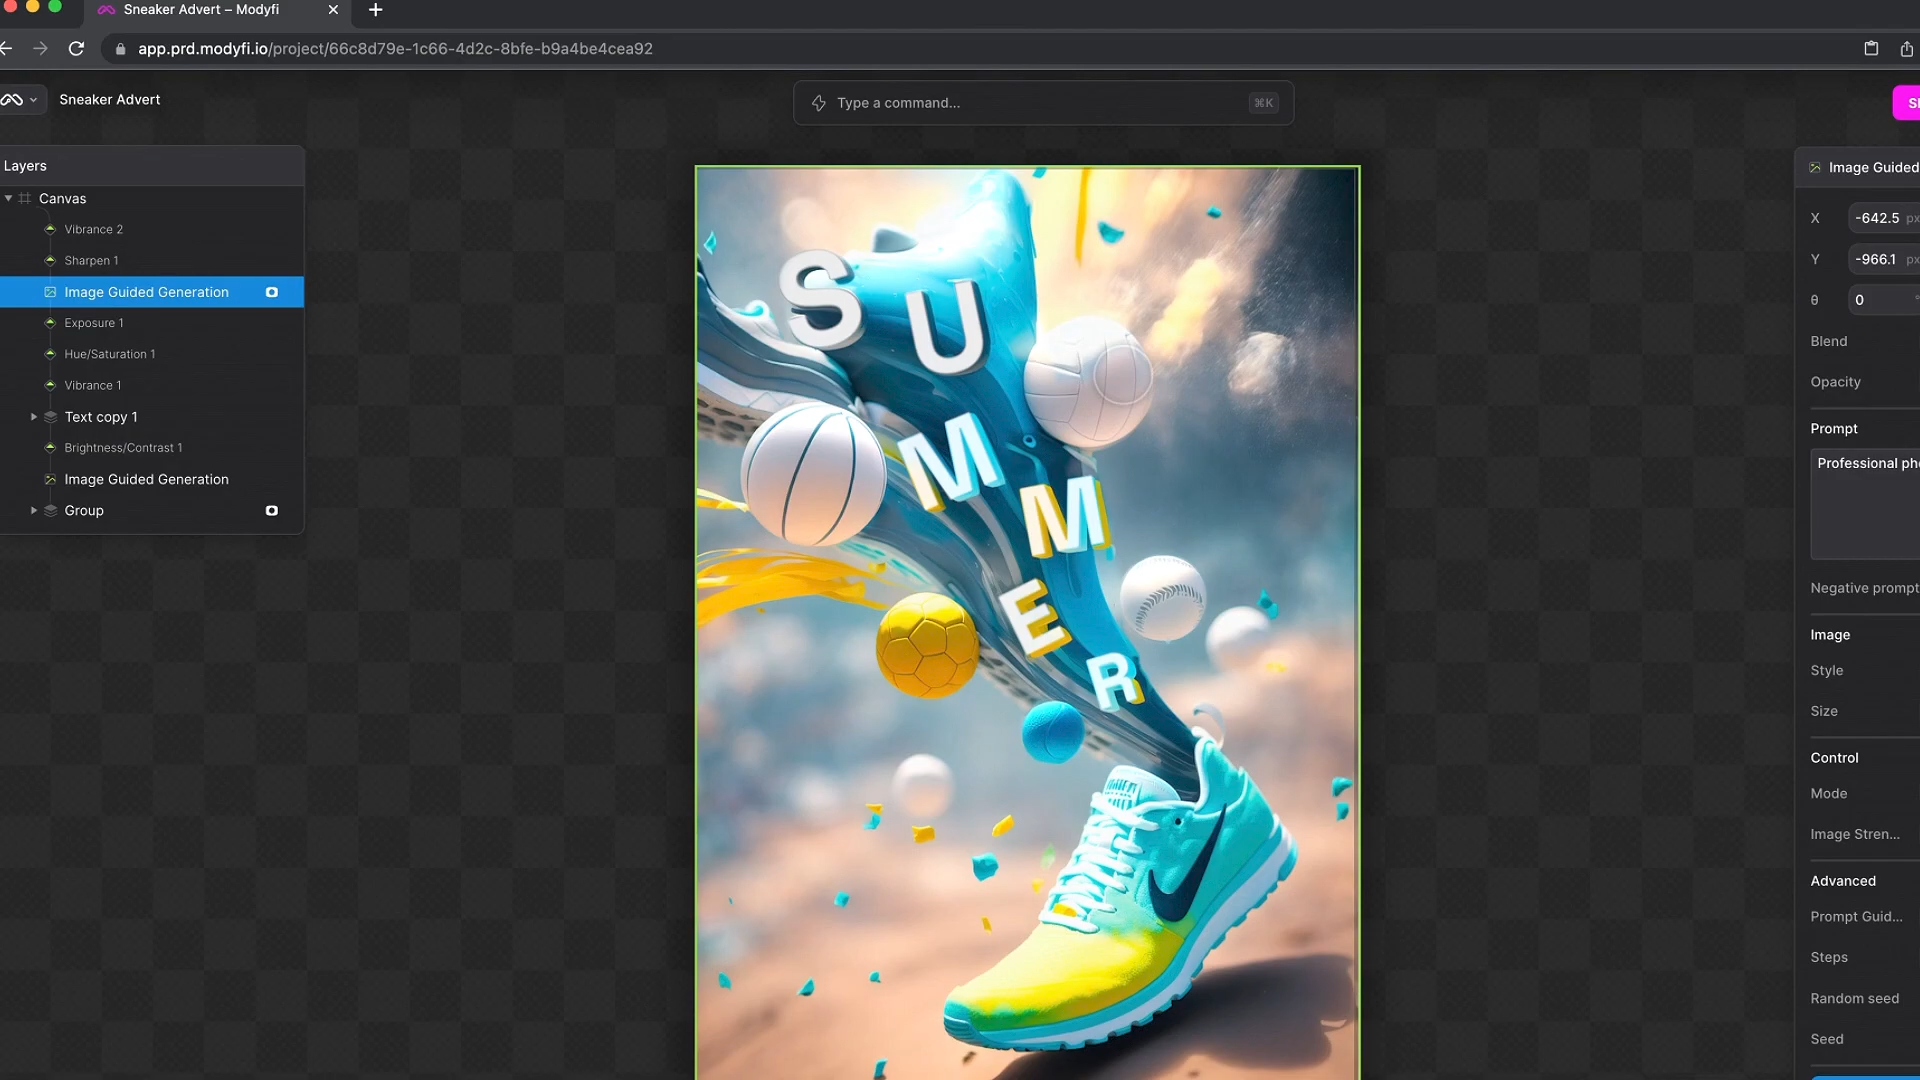 Sneaker Advert – Modyfi
app.prd.modyfi.io/project/66c8d79e-1c66-4d2c-8bfe-b9a4be4cea92
Sneaker Advert
Type a command...
⌘K
Layers
Canvas
Vibrance 2
Sharpen 1
Image Guided Generation
Exposure 1
Hue/Saturation 1
Vibrance 1
Text copy 1
Brightness/Contrast 1
Image Guided Generation
Group
SUMMER
Image Guided
X -642.5 px
Y -966.1 px
θ 0 °
Blend
Opacity
Prompt
Professional pho
Negative prompt
Image
Style
Size
Control
Mode
Image Stren...
Advanced
Prompt Guid...
Steps
Random seed
Seed